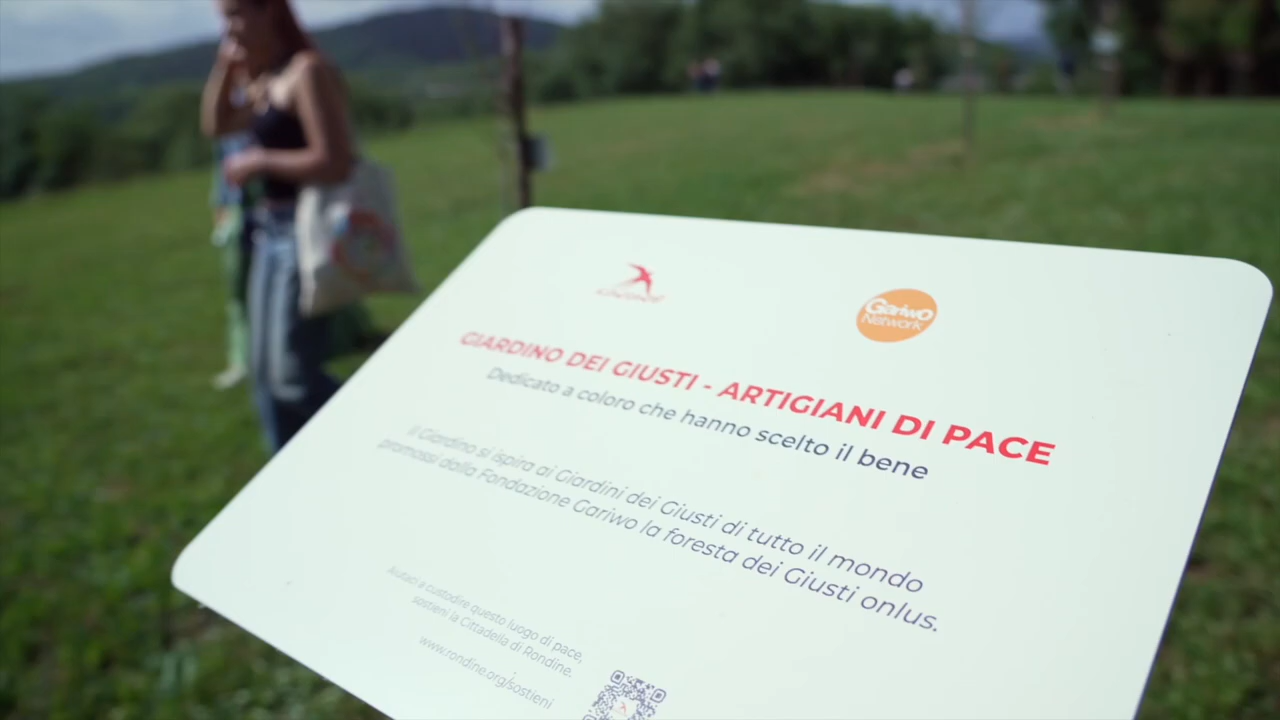 Gariwo
Network
GIARDINO DEI GIUSTI - ARTIGIANI DI PACE
Dedicato a coloro che hanno scelto il bene
Il Giardino si ispira ai Giardini dei Giusti di tutto il mondo
promossi dalla Fondazione Gariwo la foresta dei Giusti onlus.
Aiutaci a custodire questo luogo di pace,
sostieni la Cittadella di Rondine.
www.rondine.org/sostieni